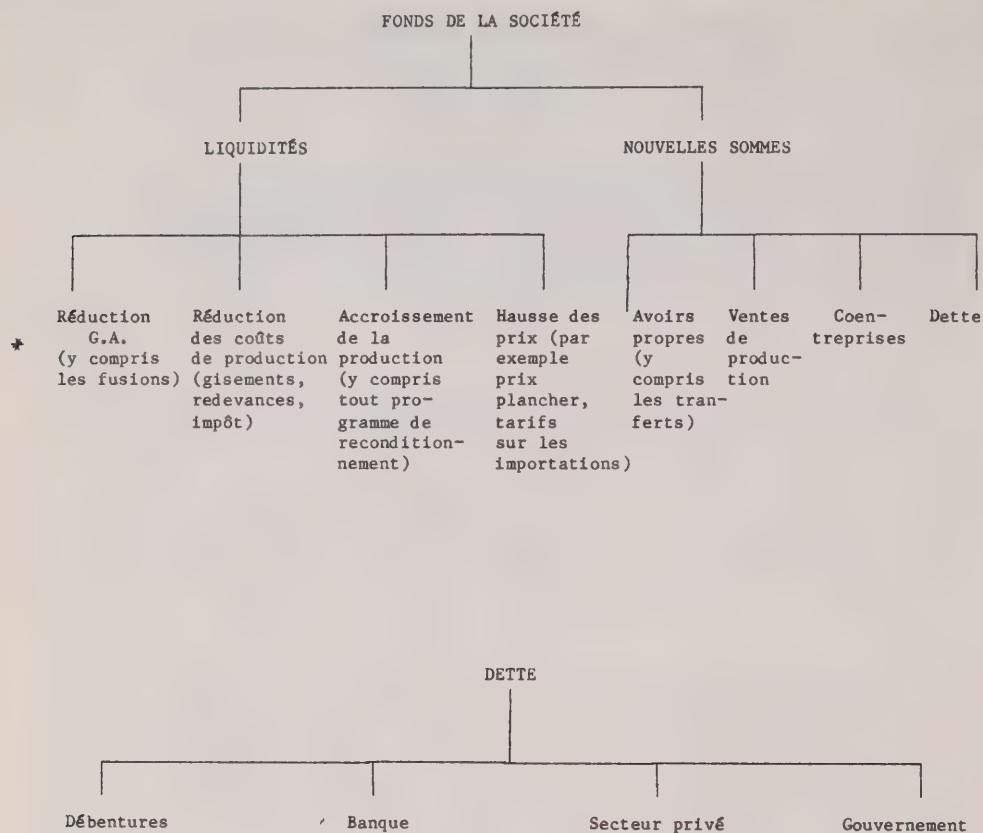 FONDS DE LA SOCIÉTÉ
LIQUIDITÉS
NOUVELLES SOMMES
*
Réduction
G.A.
(y compris
les fusions)
Réduction
des coûts
de production
(gisements,
redevances,
impôt)
Accroissement
de la
production
(y compris
tout pro-
gramme de
recondition-
nement)
Hausse des
prix (par
exemple
prix
plancher,
tarifs
sur les
importations)
Avoirs
propres
(y
compris
les tran-
ferts)
Ventes
de
produc-
tion
Coen-
treprises
Dette
DETTE
Débentures
Banque
Secteur privé
Gouvernement